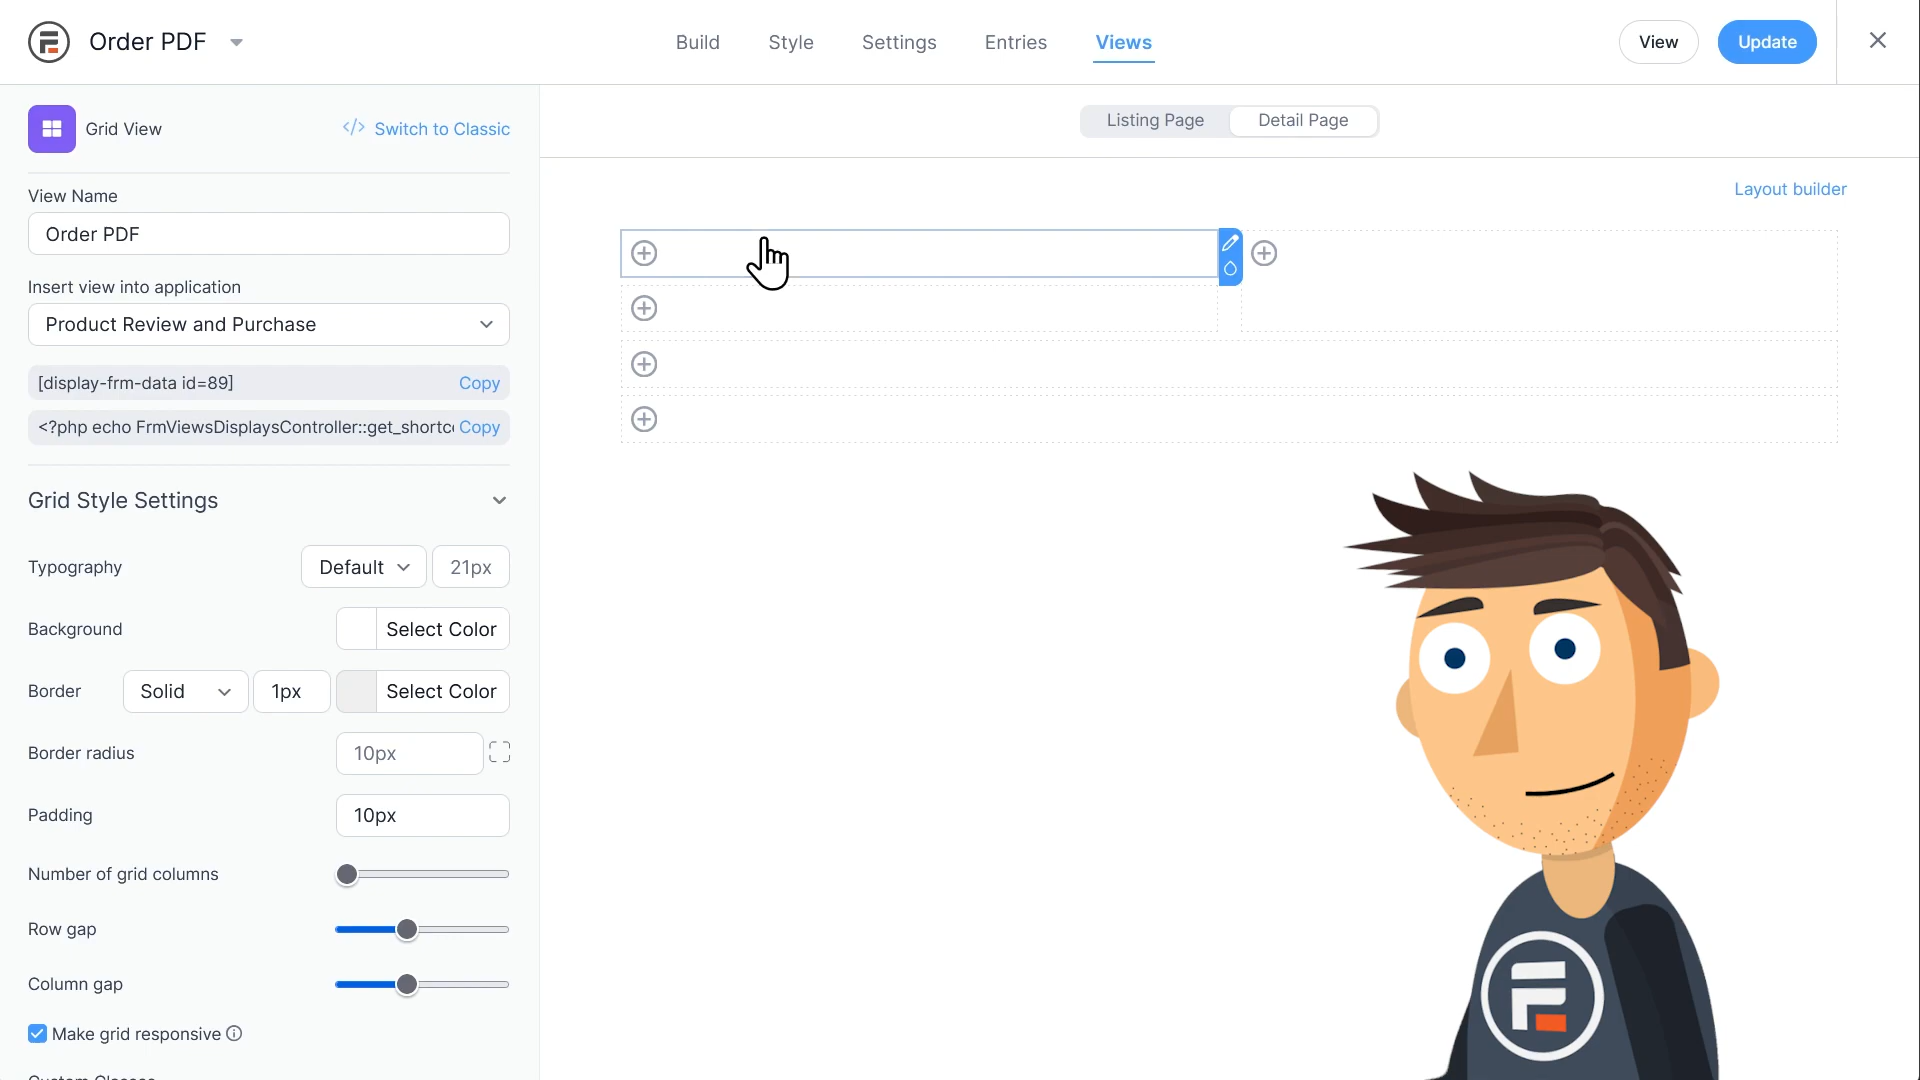 Order PDF
Build
Style
Settings
Entries
Views
View
Update
Grid View
</> Switch to Classic
Listing Page
Detail Page
Layout builder
View Name
Order PDF
Insert view into application
Product Review and Purchase
[display-frm-data id=89]
Copy
<?php echo FrmViewsDisplaysController::get_shortc
Copy
Grid Style Settings
Typography
Default
21px
Background
Select Color
Border
Solid
1px
Select Color
Border radius
10px
Padding
10px
Number of grid columns
Row gap
Column gap
Make grid responsive